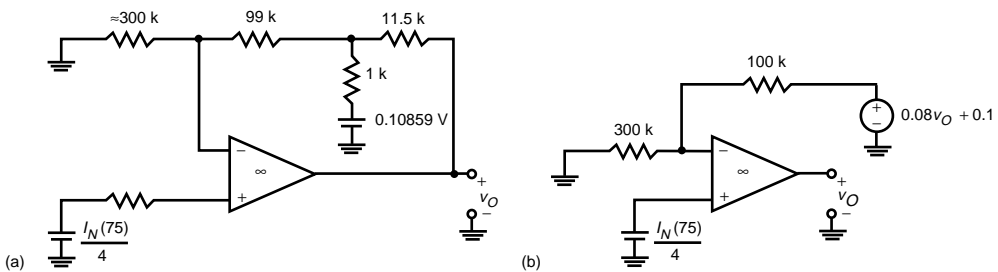 ≈300 k
99 k
11.5 k
1 k
0.10859 V
−
∞
+
+
v_O
−
I_N (75)
4
(a)
100 k
+
−
0.08v_O + 0.1
300 k
−
∞
+
+
v_O
−
I_N (75)
4
(b)